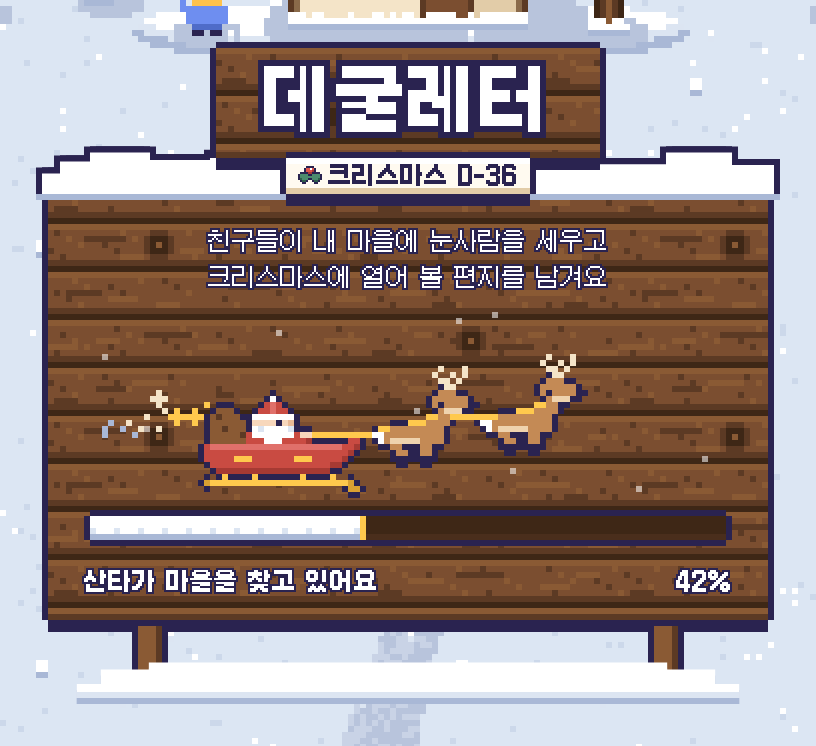 데굴레터
크리스마스 D-36
친구들이 내 마을에 눈사람을 세우고
크리스마스에 열어 볼 편지를 남겨요
산타가 마을을 찾고 있어요
42%